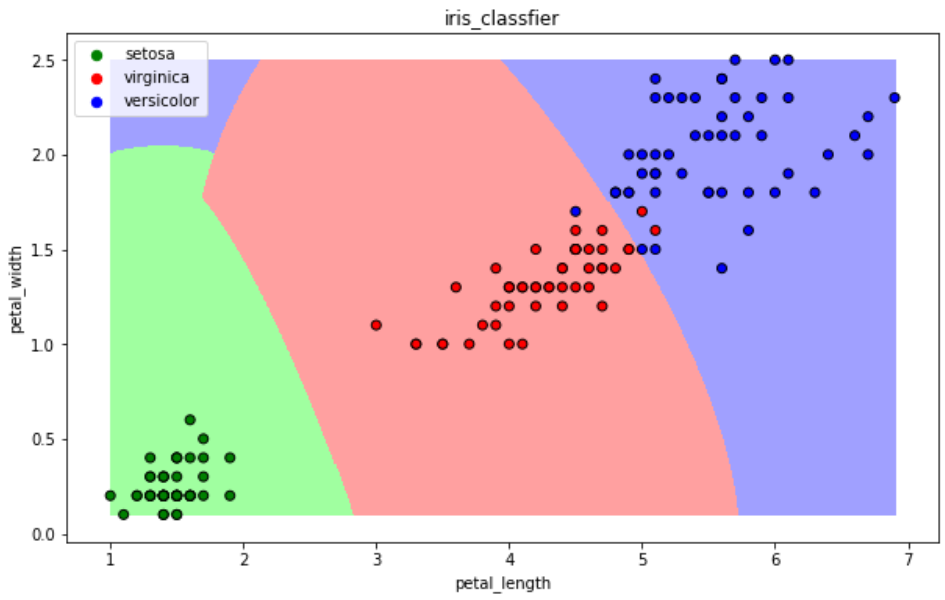 iris_classfier
setosa
virginica
versicolor
petal_width
2.5
2.0
1.5
1.0
0.5
0.0
1 2 3 4 5 6 7
petal_length